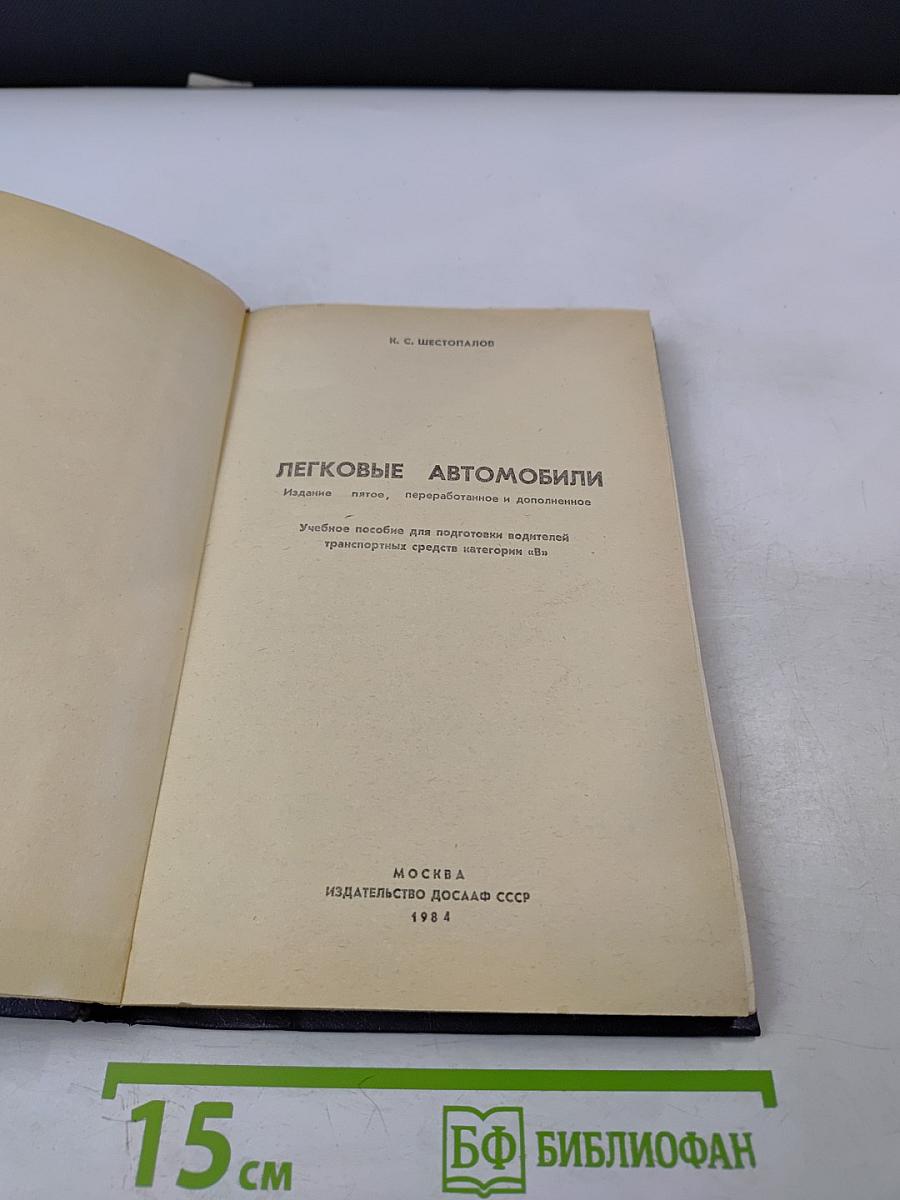 К. С. ШЕСТОПАЛОВ
ЛЕГКОВЫЕ АВТОМОБИЛИ
Издание пятое, переработанное и дополненное
Учебное пособие для подготовки водителей
транспортных средств категории «В»
МОСКВА
ИЗДАТЕЛЬСТВО ДОСААФ СССР
1984
15 см
БФ БИБЛИОФАН